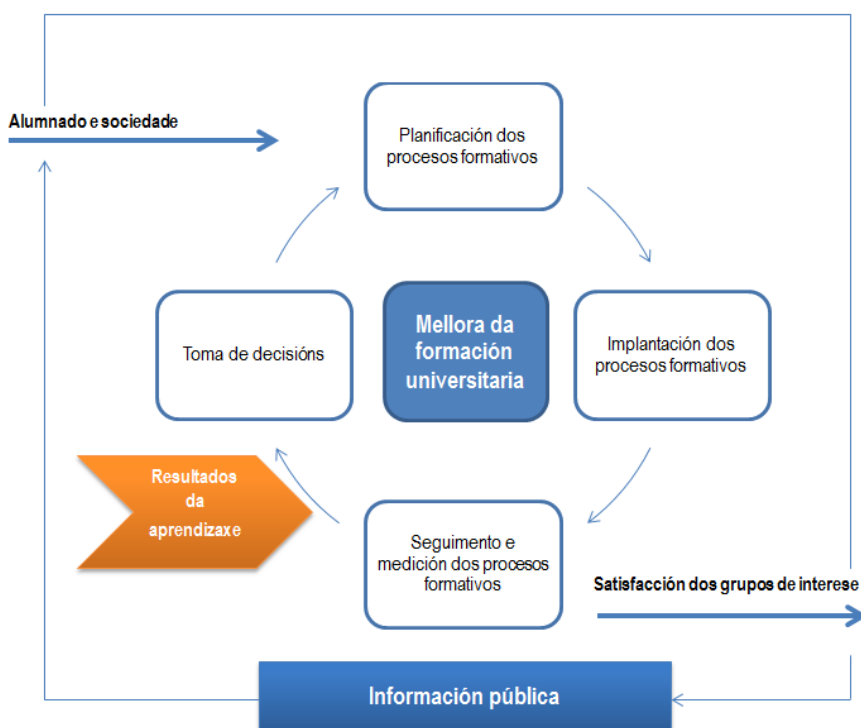 Alumnado e sociedade
Planificación dos
procesos formativos
Toma de decisións
Mellora da
formación
universitaria
Implantación dos
procesos formativos
Resultados
da
aprendizaxe
Seguimento e
medición dos procesos
formativos
Satisfacción dos grupos de interese
Información pública